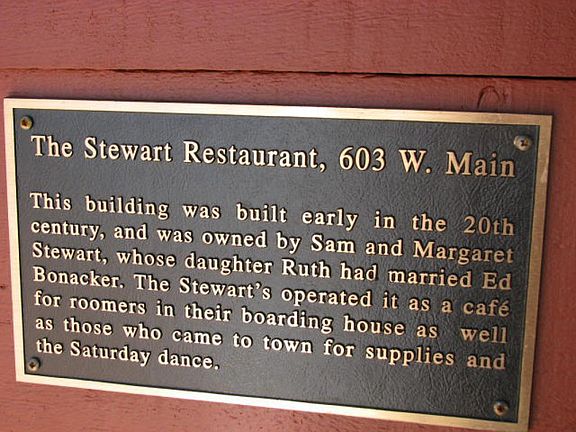 The Stewart Restaurant, 603 W. Main
This building was built early in the 20th
century, and was owned by Sam and Margaret
Stewart, whose daughter Ruth had married Ed
Bonacker. The Stewart's operated it as a café
for roomers in their boarding house as well
as those who came to town for supplies and
the Saturday dance.